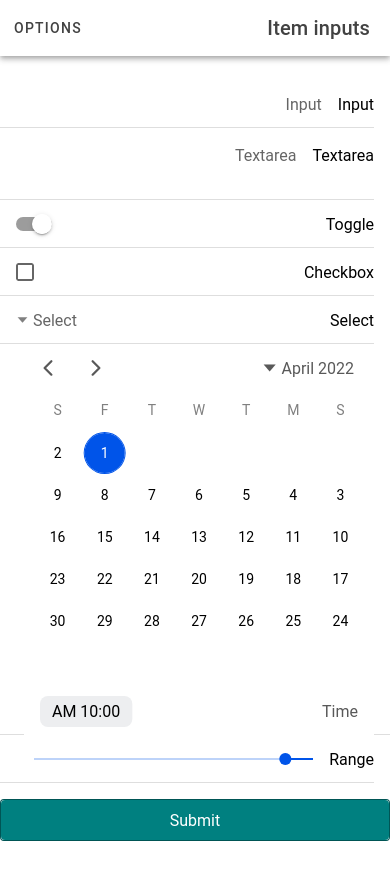 Item inputs
OPTIONS
Input Input
Textarea Textarea
Toggle
Checkbox
Select Select
April 2022
S M T W T F S
1 2
3 4 5 6 7 8 9
10 11 12 13 14 15 16
17 18 19 20 21 22 23
24 25 26 27 28 29 30
Time AM 10:00
Range
Submit